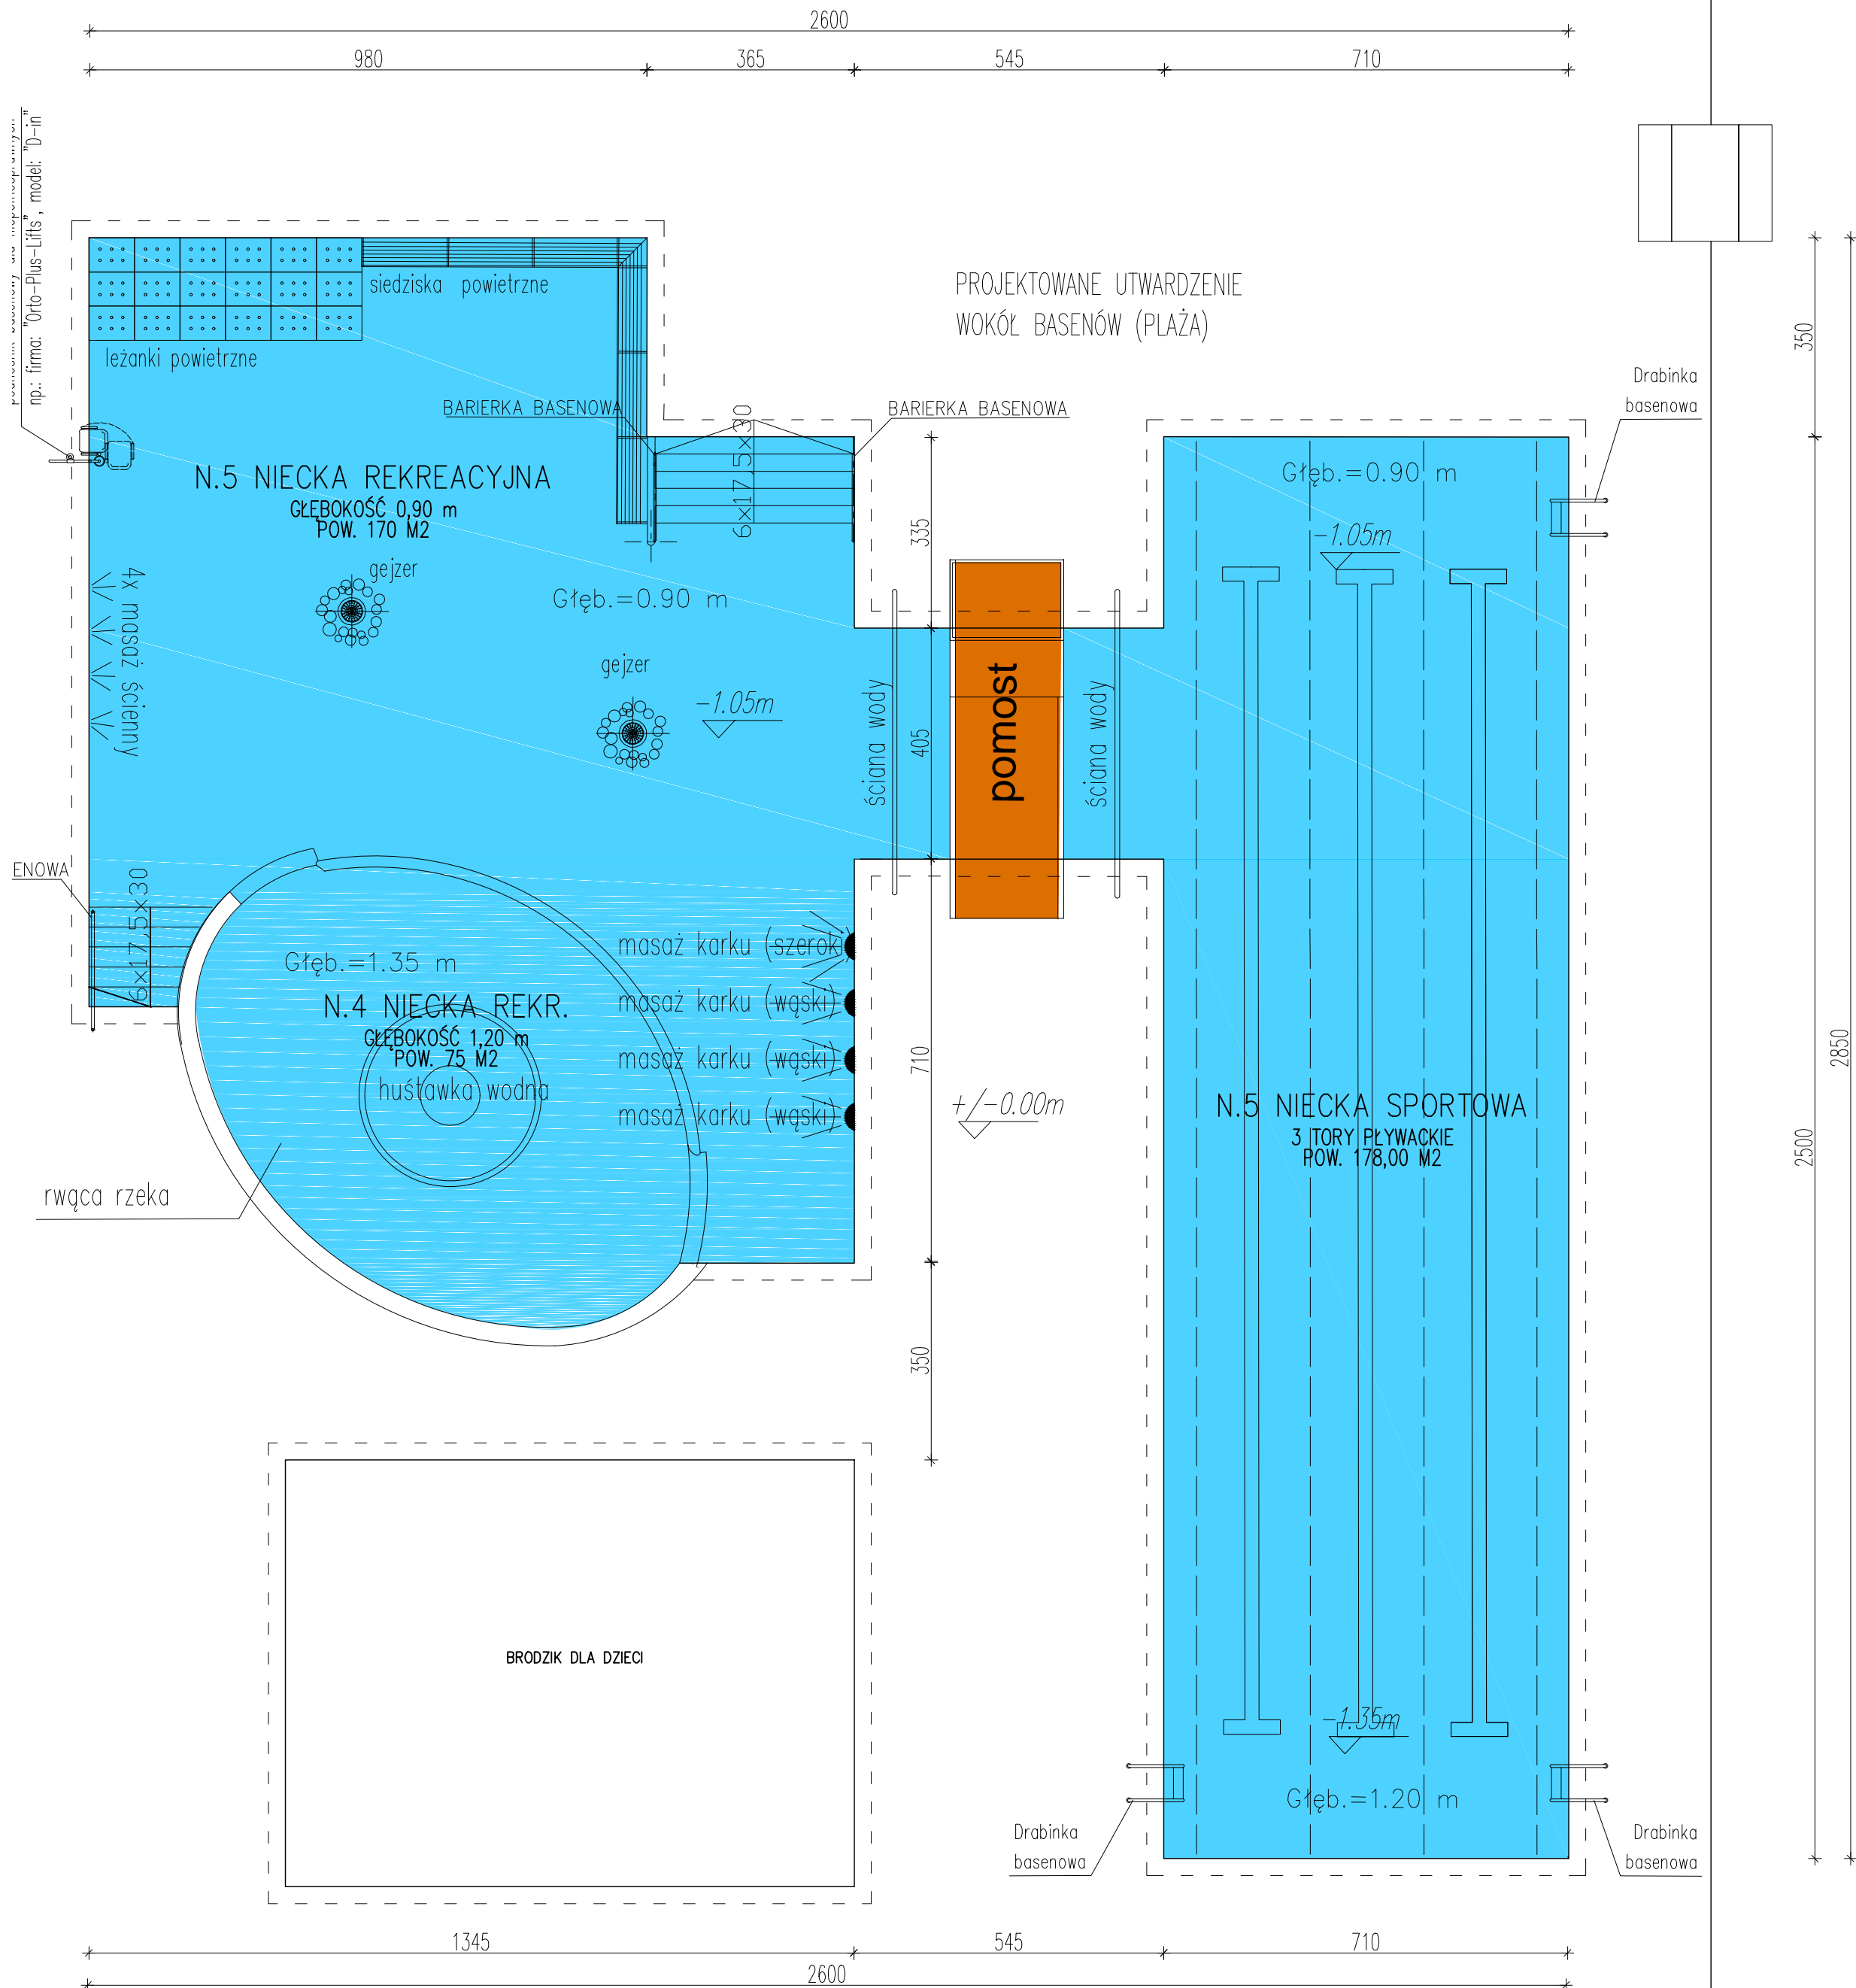 2600
980
365
545
710
np.: firma: "Orto-Plus-Lifts", model: "D-in"
siedziska powietrzne
leżanki powietrzne
PROJEKTOWANE UTWARDZENIE
WOKÓŁ BASENÓW (PLAŻA)
350
Drabinka
basenowa
BARIERKA BASENOWA
BARIERKA BASENOWA
6x17,5x30
N.5 NIECKA REKREACYJNA
GŁĘBOKOŚĆ 0,90 m
POW. 170 M2
Głęb.=0.90 m
-1.05m
335
gejzer
4x masaż ścienny
Głęb.=0.90 m
gejzer
-1.05m
ściana wody
405
pomost
ściana wody
ENOWA
6x17,5x30
masaż karku (szeroki)
Głęb.=1.35 m
N.4 NIECKA REKR.
GŁĘBOKOŚĆ 1,20 m
POW. 75 M2
huśtawka wodna
masaż karku (wąski)
masaż karku (wąski)
masaż karku (wąski)
710
+/-0.00m
N.5 NIECKA SPORTOWA
3 TORY PŁYWACKIE
POW. 178,00 M2
2850
2500
rwąca rzeka
350
BRODZIK DLA DZIECI
-1.35m
Głęb.=1.20 m
Drabinka
basenowa
Drabinka
basenowa
1345
545
710
2600